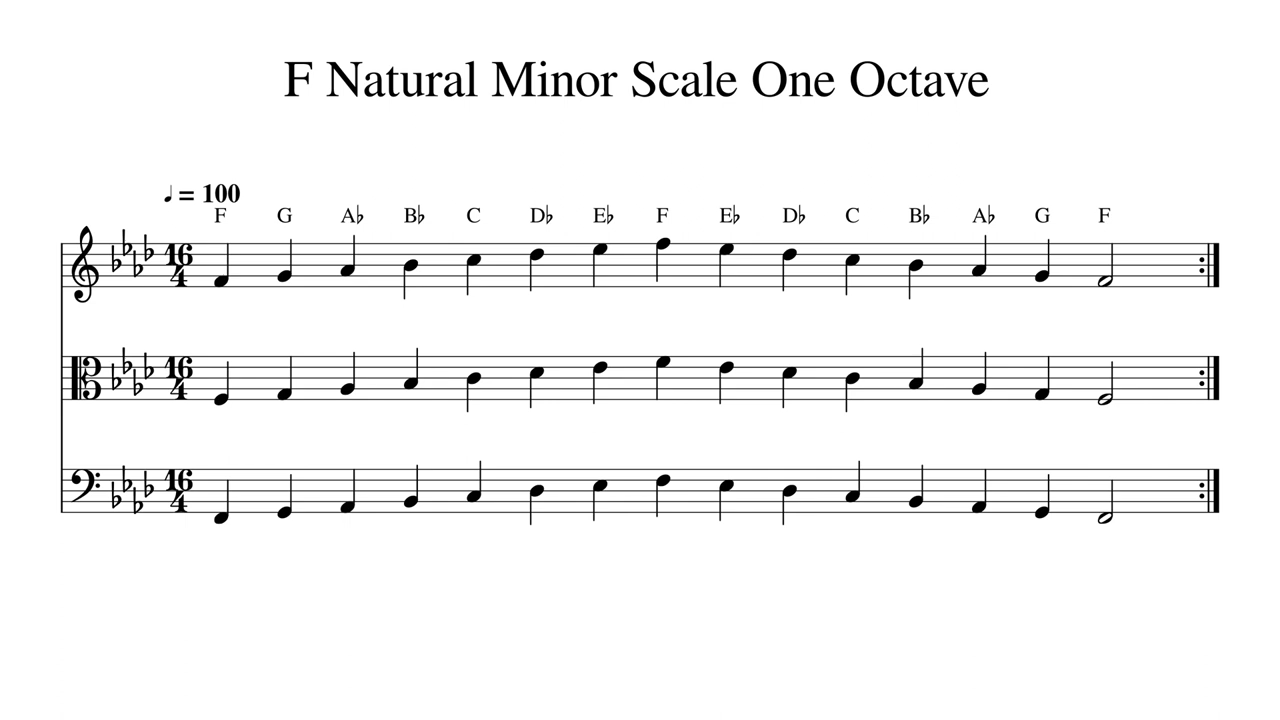 F Natural Minor Scale One Octave
♩ = 100
F G A♭ B♭ C D♭ E♭ F E♭ D♭ C B♭ A♭ G F
16
4
16
4
16
4